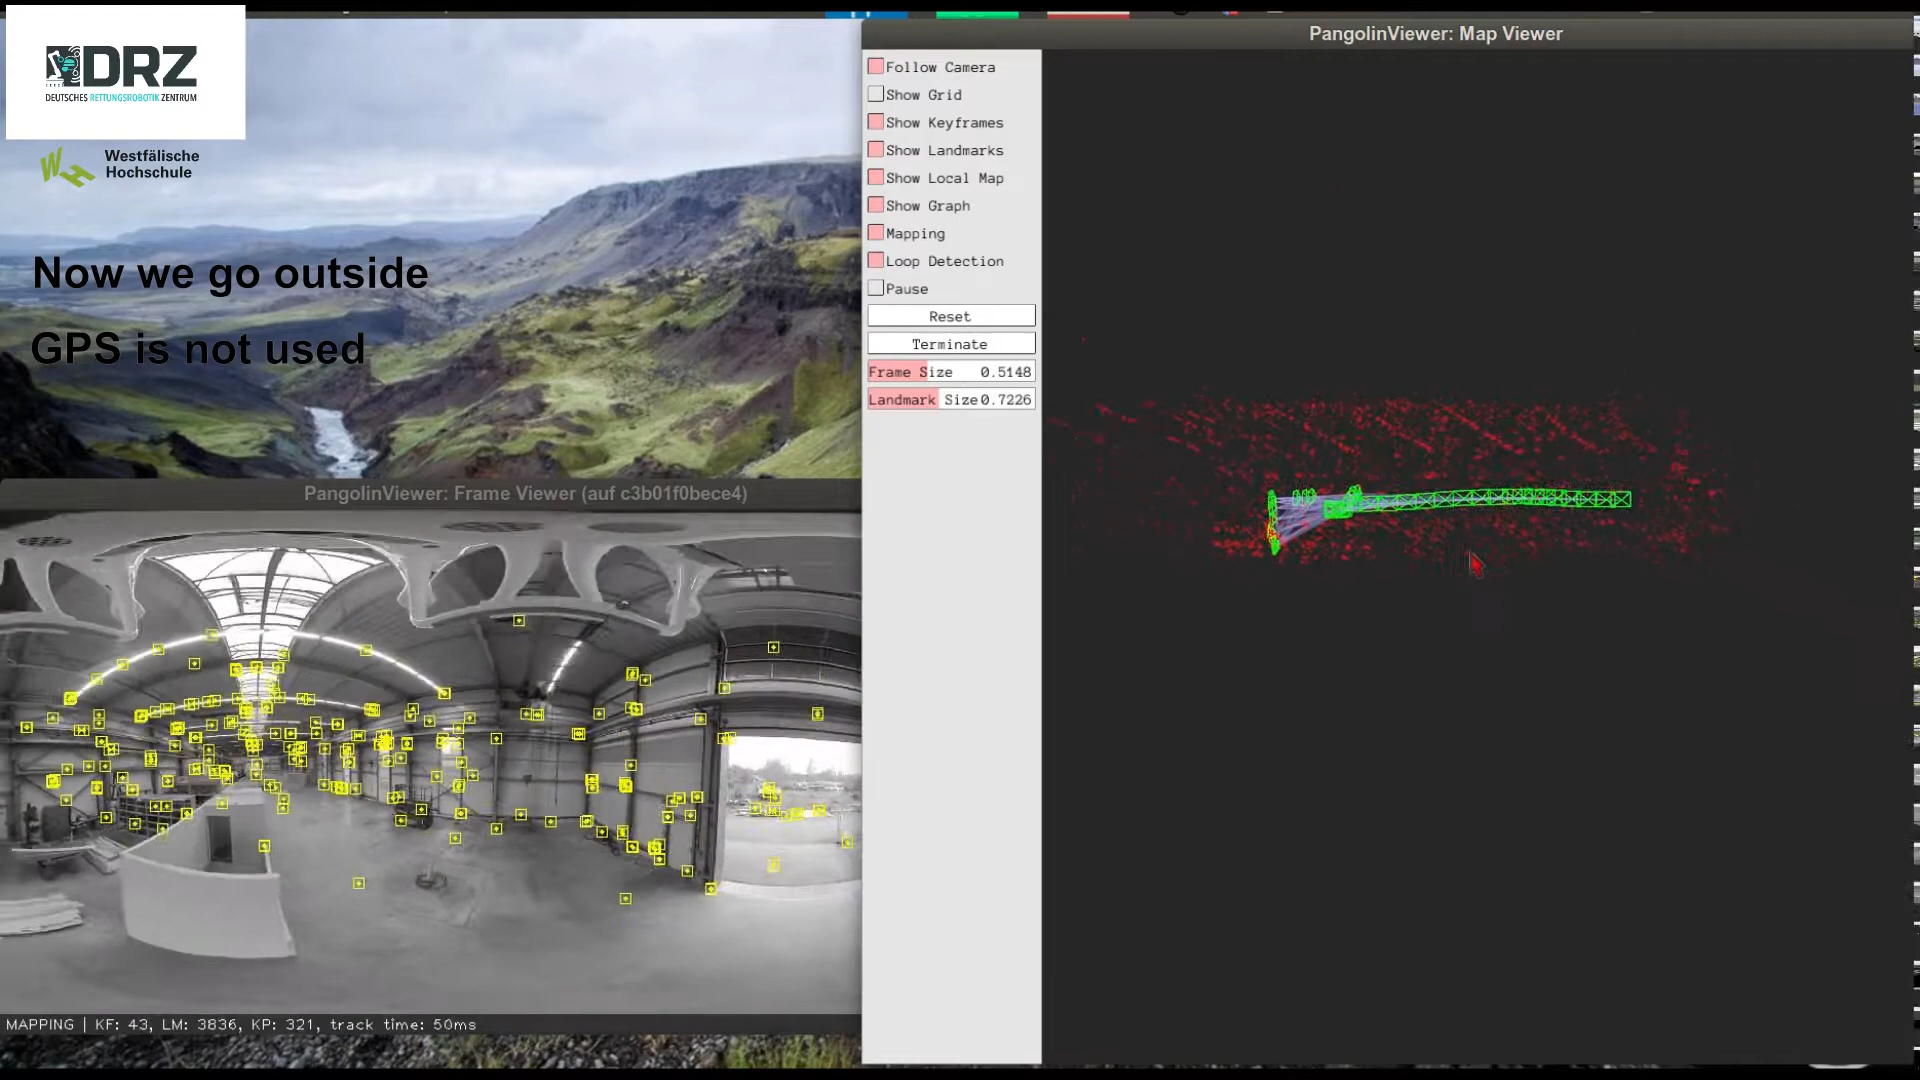 DRZ
DEUTSCHES RETTUNGSROBOTIK ZENTRUM
Westfälische
Hochschule
Now we go outside
GPS is not used
PangolinViewer: Frame Viewer (auf c3b01f0bece4)
MAPPING | KF: 43, LM: 3836, KP: 321, track time: 50ms
PangolinViewer: Map Viewer
Follow Camera
Show Grid
Show Keyframes
Show Landmarks
Show Local Map
Show Graph
Mapping
Loop Detection
Pause
Reset
Terminate
Frame Size 0.5148
Landmark Size 0.7226